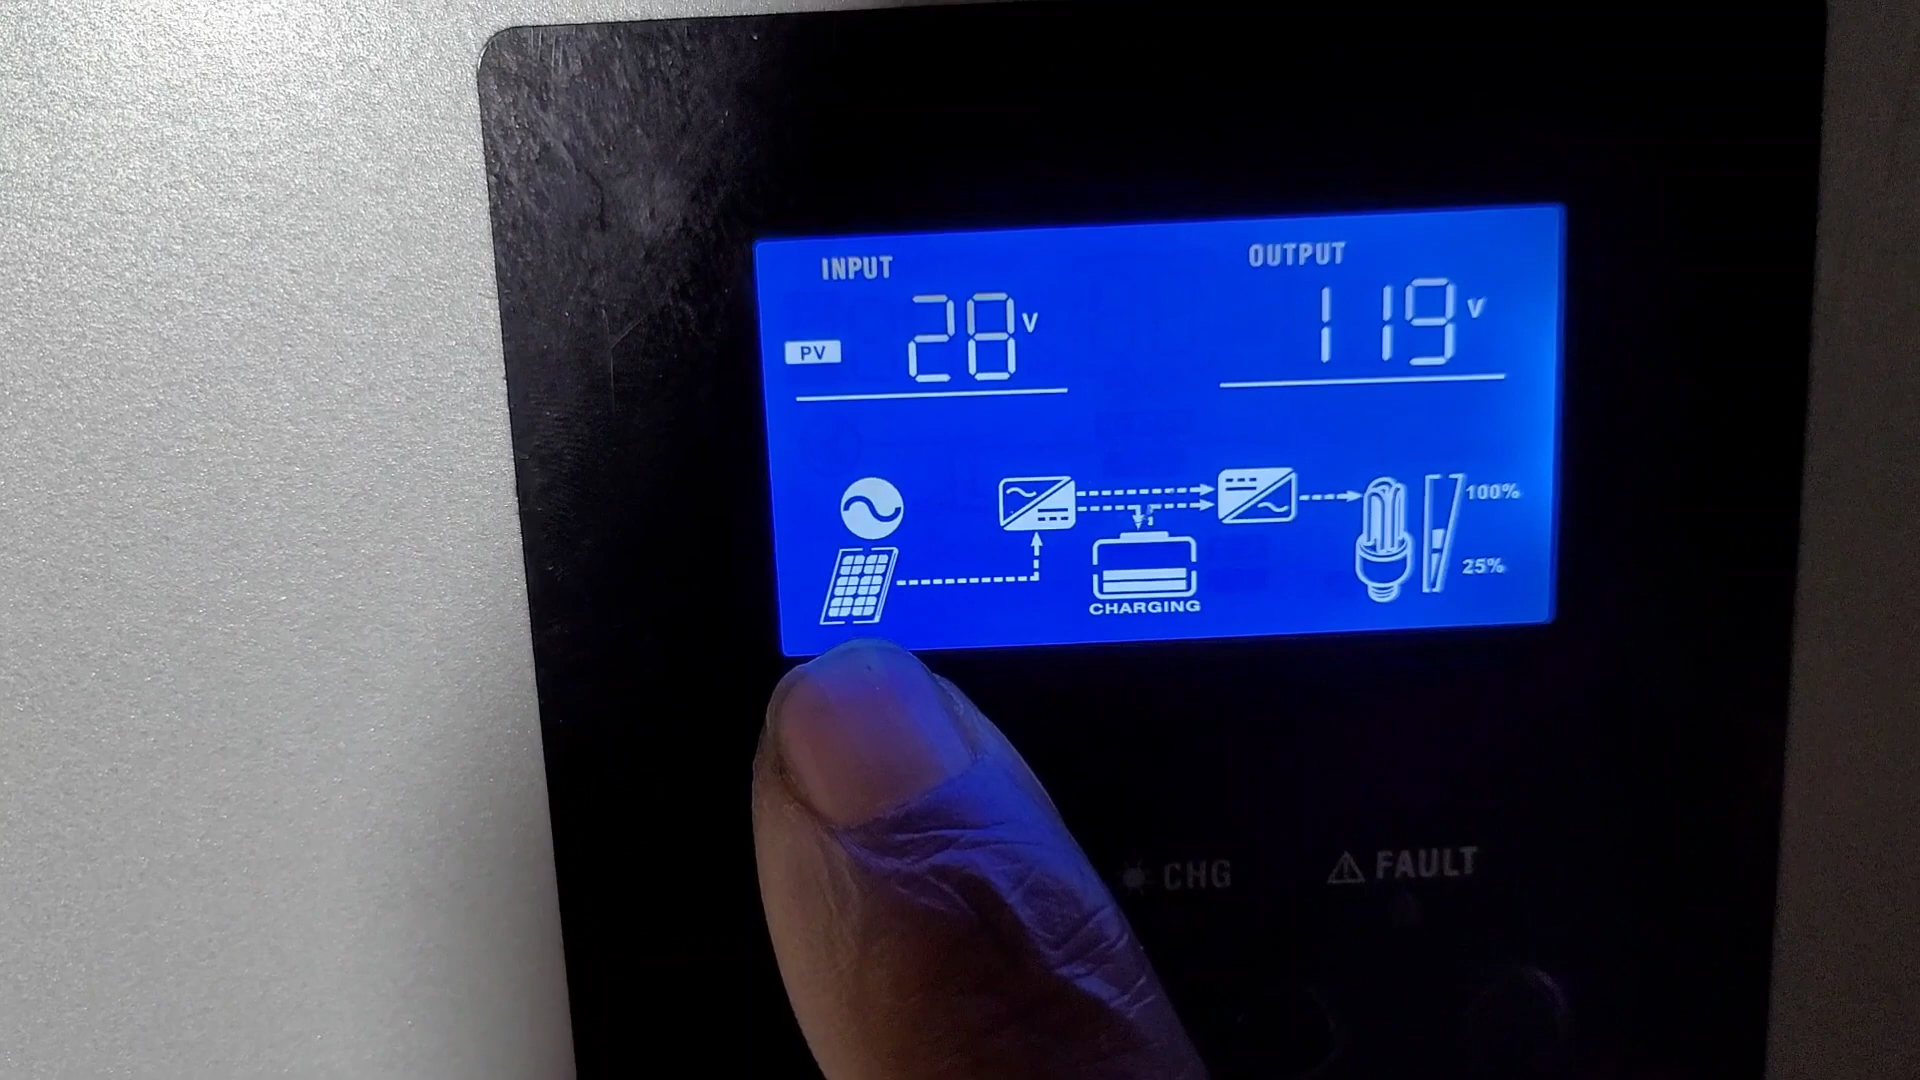 INPUT
OUTPUT
PV
28V
119V
100%
25%
CHARGING
CHG
FAULT